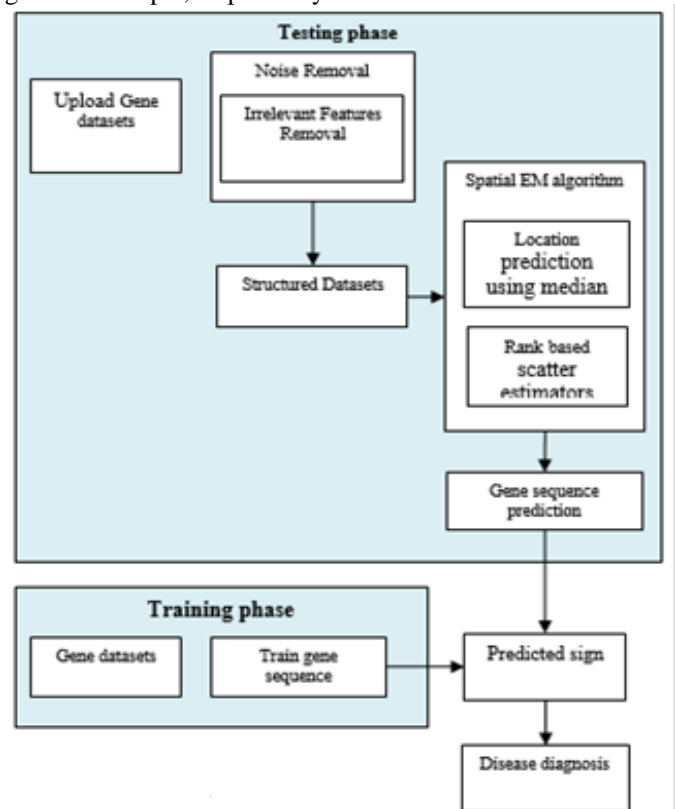 Testing phase
Upload Gene
datasets
Noise Removal
Irrelevant Features
Removal
Structured Datasets
Spatial EM algorithm
Location
prediction
using median
Rank based
scatter
estimators
Gene sequence
prediction
Training phase
Gene datasets
Train gene
sequence
Predicted sign
Disease diagnosis